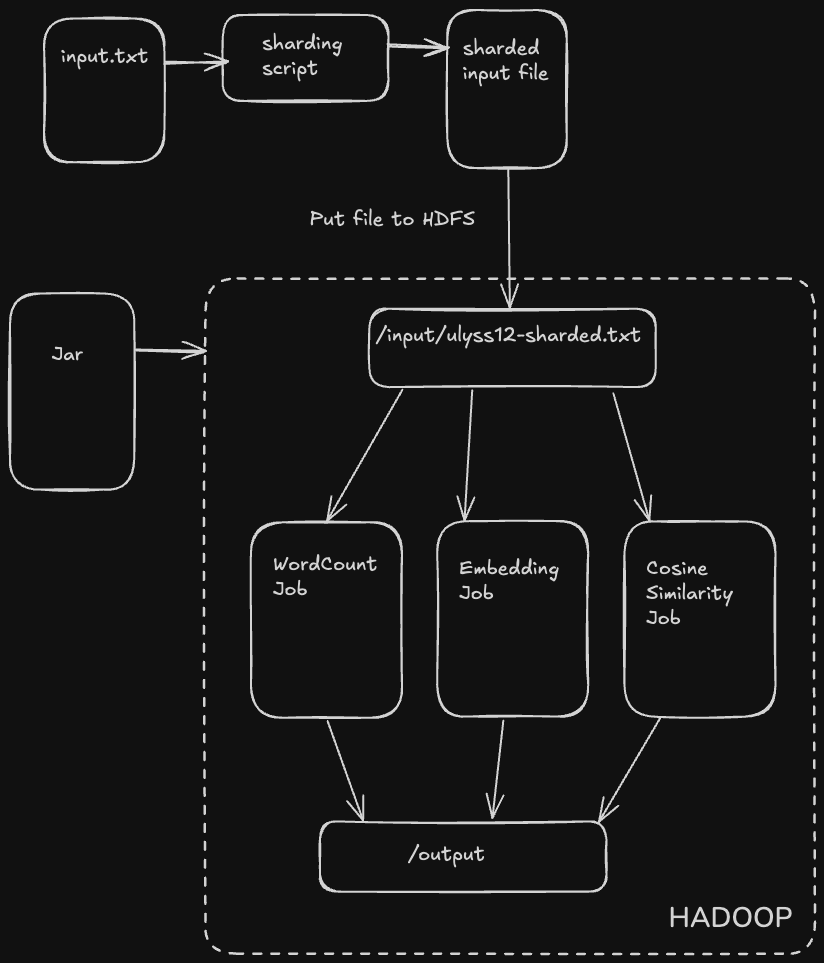 input.txt
sharding
script
sharded
input file
Put file to HDFS
/input/ulyss12-sharded.txt
Jar
WordCount
Job
Embedding
Job
Cosine
Similarity
Job
/output
HADOOP